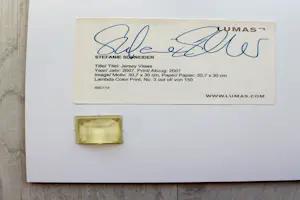 LUMAS
STEFANIE SCHNEIDER
Titel/ Title: Jersey Views
Year/ Jahr: 2007, Print/ Abzug: 2007
Image/ Motiv: 30,7 x 30 cm, Paper/ Papier: 30,7 x 30 cm
Lambda Color Print, No. 3 out of/ von 150
WWW.LUMAS.COM